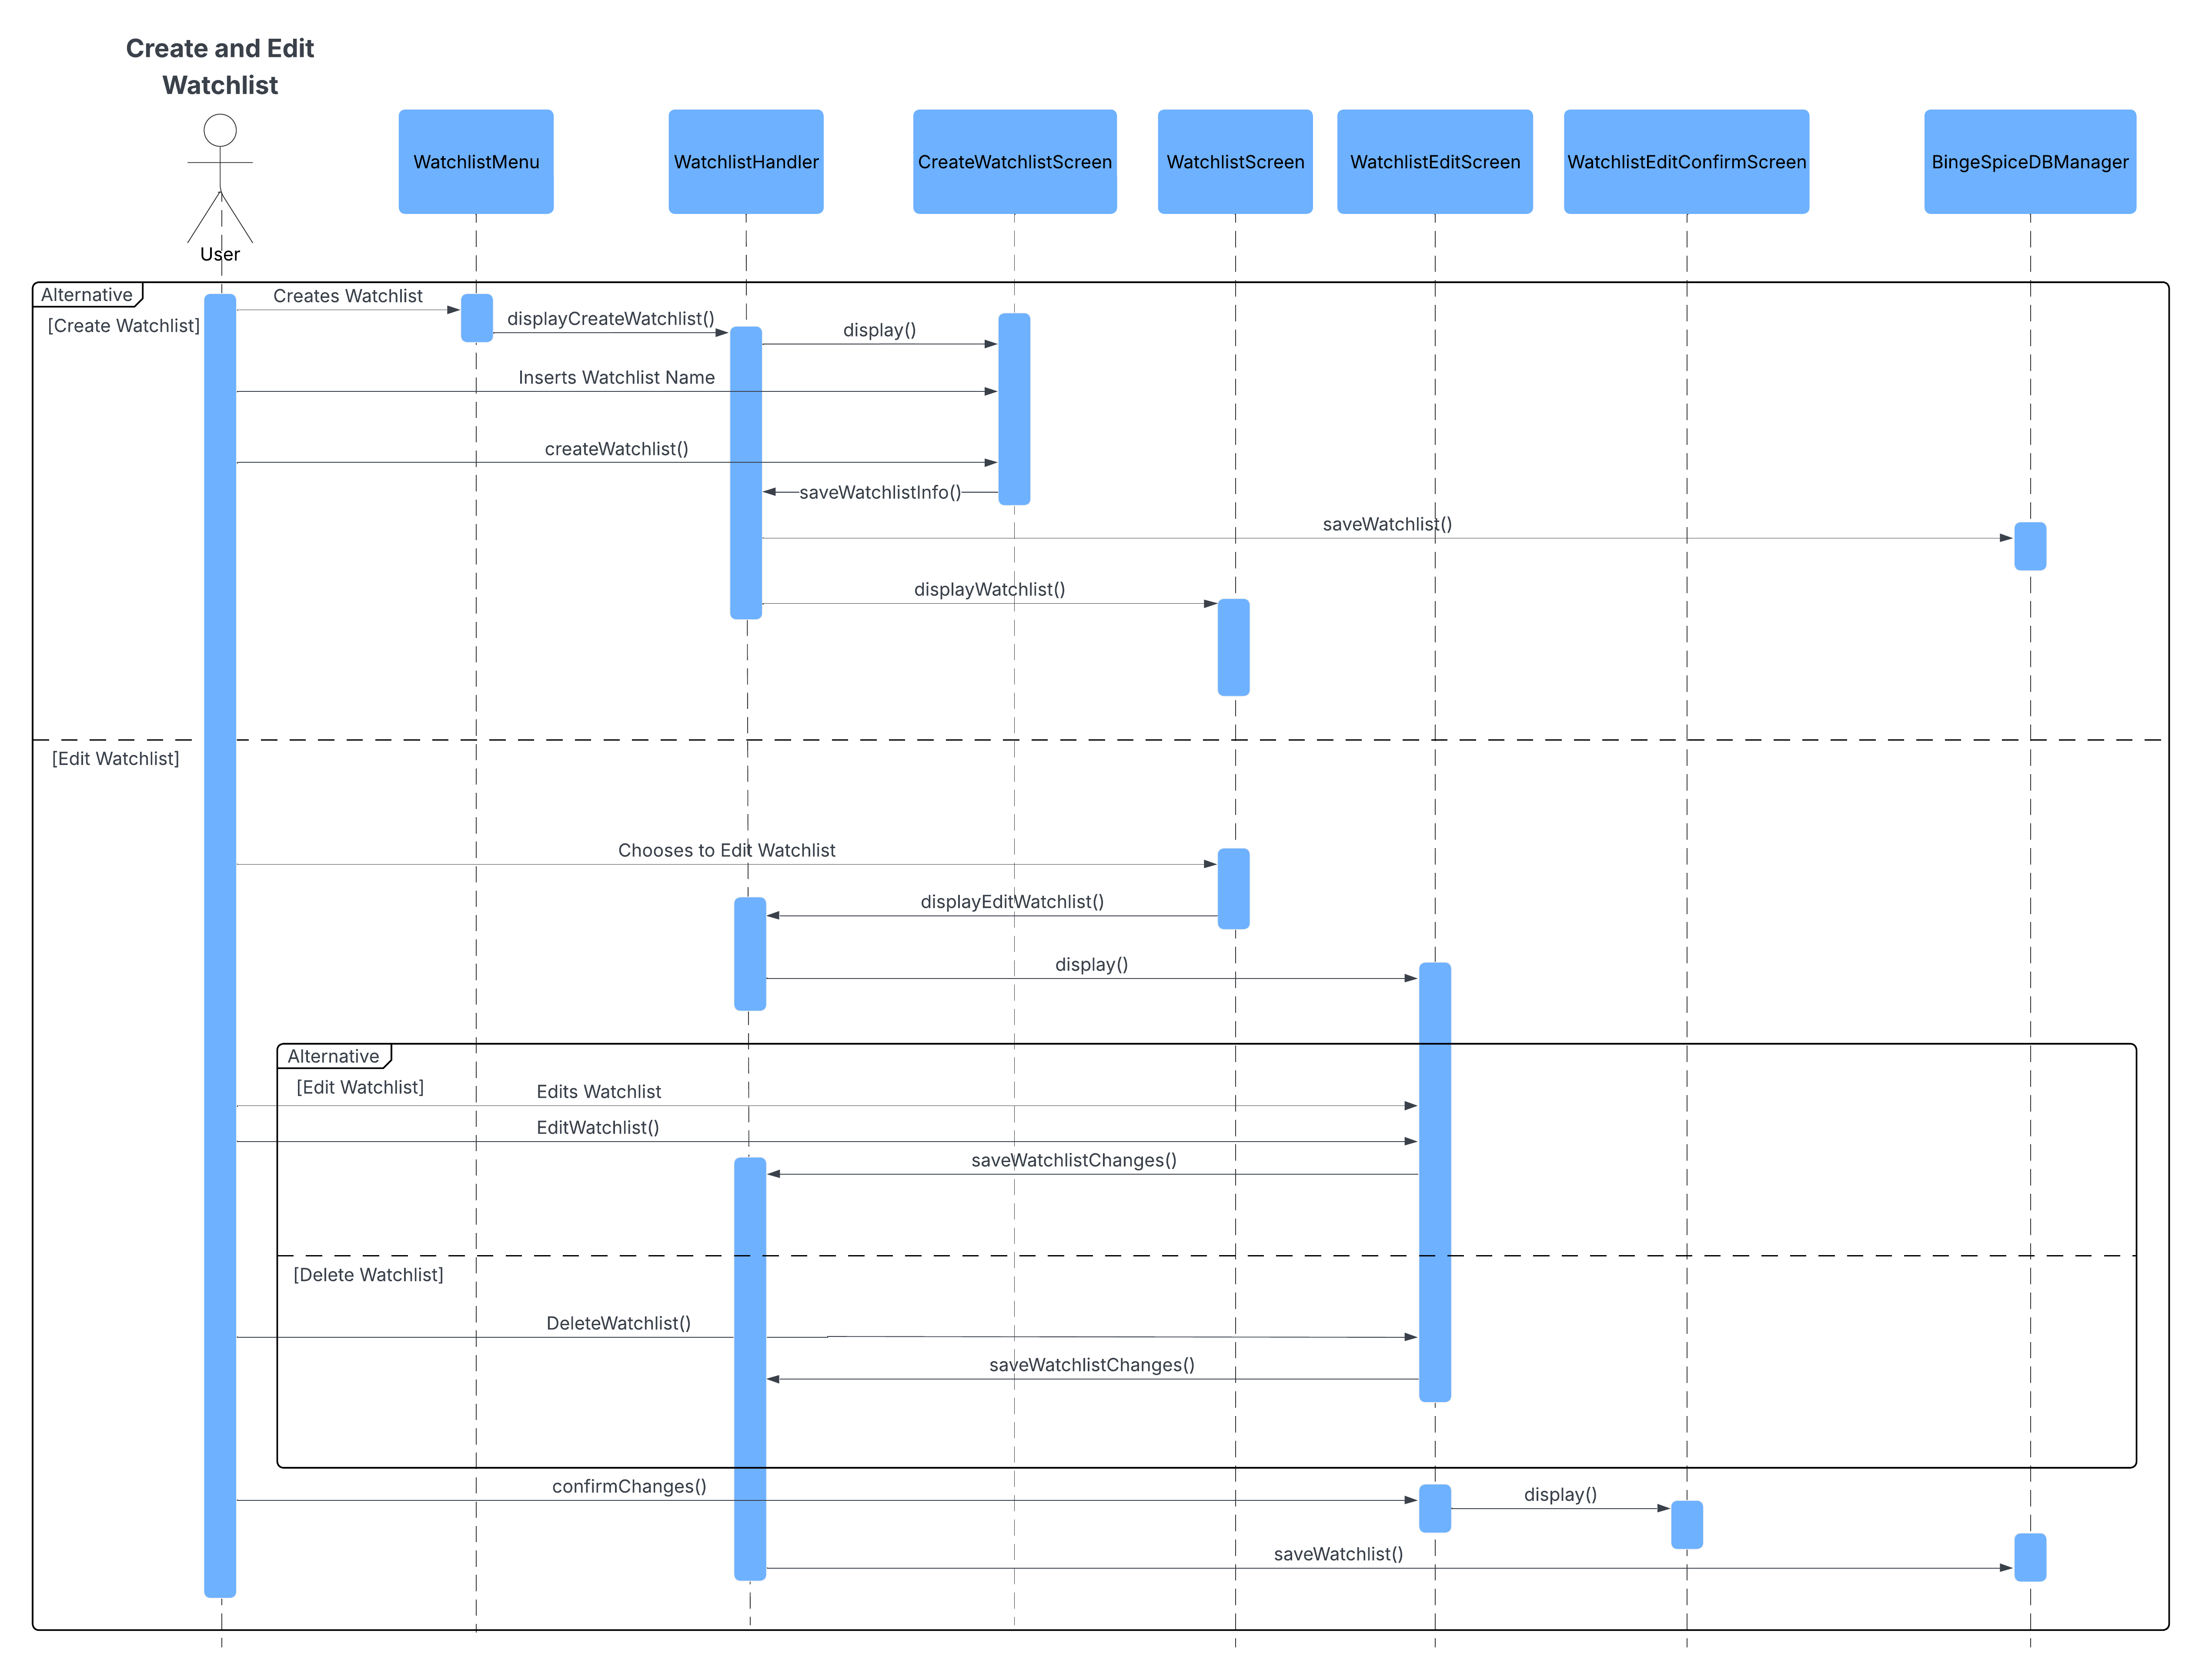 Create and Edit
Watchlist
User
WatchlistMenu
WatchlistHandler
CreateWatchlistScreen
WatchlistScreen
WatchlistEditScreen
WatchlistEditConfirmScreen
BingeSpiceDBManager
Alternative
[Create Watchlist]
Creates Watchlist
displayCreateWatchlist()
display()
Inserts Watchlist Name
createWatchlist()
saveWatchlistInfo()
saveWatchlist()
displayWatchlist()
[Edit Watchlist]
Chooses to Edit Watchlist
displayEditWatchlist()
display()
Alternative
[Edit Watchlist]
Edits Watchlist
EditWatchlist()
saveWatchlistChanges()
[Delete Watchlist]
DeleteWatchlist()
saveWatchlistChanges()
confirmChanges()
display()
saveWatchlist()